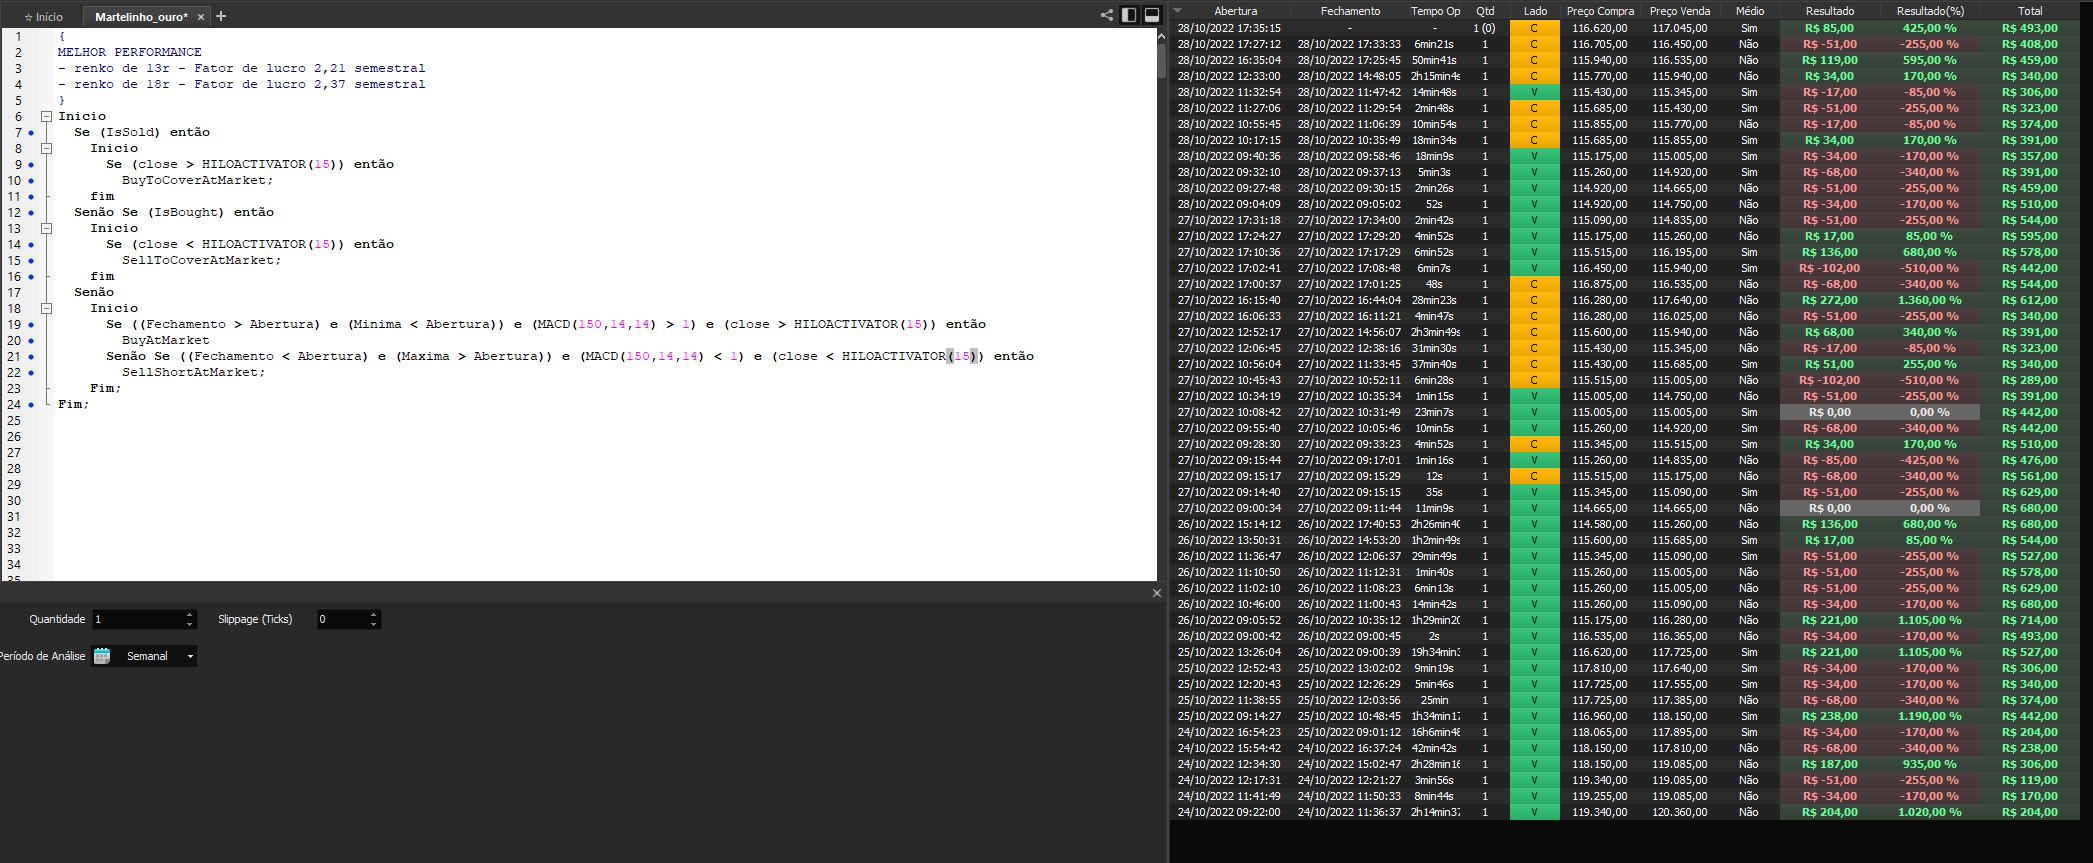 ☆ Início
Martelinho_ouro* × +
1 {
2 MELHOR PERFORMANCE
3 - renko de 13r - Fator de lucro 2,21 semestral
4 - renko de 18r - Fator de lucro 2,37 semestral
5 }
6 Inicio
7 Se (IsSold) então
8 Inicio
9 Se (close > HILOACTIVATOR(15)) então
10 BuyToCoverAtMarket;
11 fim
12 Senão Se (IsBought) então
13 Inicio
14 Se (close < HILOACTIVATOR(15)) então
15 SellToCoverAtMarket;
16 fim
17 Senão
18 Inicio
19 Se ((Fechamento > Abertura) e (Minima < Abertura)) e (MACD(150,14,14) > 1) e (close > HILOACTIVATOR(15)) então
20 BuyAtMarket
21 Senão Se ((Fechamento < Abertura) e (Maxima > Abertura)) e (MACD(150,14,14) < 1) e (close < HILOACTIVATOR(15)) então
22 SellShortAtMarket;
23 Fim;
24 Fim;
25
26
27
28
29
30
31
32
33
34
35
Quantidade 1 Slippage (Ticks) 0
Período de Análise Semanal
Abertura Fechamento Tempo Op Qtd Lado Preço Compra Preço Venda Médio Resultado Resultado(%) Total
28/10/2022 17:35:15 - - 1 (0) C 116.620,00 117.045,00 Sim R$ 85,00 425,00 % R$ 493,00
28/10/2022 17:27:12 28/10/2022 17:33:33 6min21s 1 C 116.705,00 116.450,00 Não R$ -51,00 -255,00 % R$ 408,00
28/10/2022 16:35:04 28/10/2022 17:25:45 50min41s 1 C 115.940,00 116.535,00 Não R$ 119,00 595,00 % R$ 459,00
28/10/2022 12:33:00 28/10/2022 14:48:05 2h15min4s 1 C 115.770,00 115.940,00 Não R$ 34,00 170,00 % R$ 340,00
28/10/2022 11:32:54 28/10/2022 11:47:42 14min48s 1 V 115.430,00 115.345,00 Sim R$ -17,00 -85,00 % R$ 306,00
28/10/2022 11:27:06 28/10/2022 11:29:54 2min48s 1 C 115.685,00 115.430,00 Não R$ -51,00 -255,00 % R$ 323,00
28/10/2022 10:55:45 28/10/2022 11:06:39 10min54s 1 C 115.855,00 115.770,00 Não R$ -17,00 -85,00 % R$ 374,00
28/10/2022 10:17:15 28/10/2022 10:35:49 18min34s 1 C 115.685,00 115.855,00 Sim R$ 34,00 170,00 % R$ 391,00
28/10/2022 09:40:36 28/10/2022 09:58:46 18min9s 1 V 115.175,00 115.005,00 Sim R$ -34,00 -170,00 % R$ 357,00
28/10/2022 09:32:10 28/10/2022 09:37:13 5min3s 1 V 115.260,00 114.920,00 Sim R$ -68,00 -340,00 % R$ 391,00
28/10/2022 09:27:48 28/10/2022 09:30:15 2min26s 1 V 114.920,00 114.665,00 Não R$ -51,00 -255,00 % R$ 459,00
28/10/2022 09:04:09 28/10/2022 09:05:02 52s 1 V 114.920,00 114.750,00 Não R$ -34,00 -170,00 % R$ 510,00
27/10/2022 17:31:18 27/10/2022 17:34:00 2min42s 1 V 115.090,00 114.835,00 Não R$ -51,00 -255,00 % R$ 544,00
27/10/2022 17:24:27 27/10/2022 17:29:20 4min52s 1 V 115.175,00 115.260,00 Não R$ 17,00 85,00 % R$ 595,00
27/10/2022 17:10:36 27/10/2022 17:17:29 6min52s 1 V 115.515,00 116.195,00 Sim R$ 136,00 680,00 % R$ 578,00
27/10/2022 17:02:41 27/10/2022 17:08:48 6min7s 1 V 116.450,00 115.940,00 Sim R$ -102,00 -510,00 % R$ 442,00
27/10/2022 17:00:37 27/10/2022 17:01:25 48s 1 C 116.875,00 116.535,00 Não R$ -68,00 -340,00 % R$ 544,00
27/10/2022 16:15:40 27/10/2022 16:44:04 28min23s 1 C 116.280,00 117.640,00 Não R$ 272,00 1.360,00 % R$ 612,00
27/10/2022 16:06:33 27/10/2022 16:11:21 4min47s 1 C 116.280,00 116.025,00 Não R$ -51,00 -255,00 % R$ 340,00
27/10/2022 12:52:17 27/10/2022 14:56:07 2h3min49s 1 C 115.600,00 115.940,00 Não R$ 68,00 340,00 % R$ 391,00
27/10/2022 12:06:45 27/10/2022 12:38:16 31min30s 1 C 115.430,00 115.345,00 Não R$ -17,00 -85,00 % R$ 323,00
27/10/2022 10:56:04 27/10/2022 11:33:45 37min40s 1 C 115.430,00 115.685,00 Sim R$ 51,00 255,00 % R$ 340,00
27/10/2022 10:45:43 27/10/2022 10:52:11 6min28s 1 C 115.515,00 115.005,00 Não R$ -102,00 -510,00 % R$ 289,00
27/10/2022 10:34:19 27/10/2022 10:35:34 1min15s 1 V 115.005,00 114.750,00 Não R$ -51,00 -255,00 % R$ 391,00
27/10/2022 10:08:42 27/10/2022 10:31:49 23min7s 1 V 115.005,00 115.005,00 Sim R$ 0,00 0,00 % R$ 442,00
27/10/2022 09:55:40 27/10/2022 10:05:46 10min5s 1 V 115.260,00 114.920,00 Sim R$ -68,00 -340,00 % R$ 442,00
27/10/2022 09:28:30 27/10/2022 09:33:23 4min52s 1 C 115.345,00 115.515,00 Sim R$ 34,00 170,00 % R$ 510,00
27/10/2022 09:15:44 27/10/2022 09:17:01 1min16s 1 V 115.260,00 114.835,00 Não R$ -85,00 -425,00 % R$ 476,00
27/10/2022 09:15:17 27/10/2022 09:15:29 12s 1 C 115.515,00 115.175,00 Não R$ -68,00 -340,00 % R$ 561,00
27/10/2022 09:14:40 27/10/2022 09:15:15 35s 1 V 115.345,00 115.090,00 Sim R$ -51,00 -255,00 % R$ 629,00
27/10/2022 09:00:34 27/10/2022 09:11:44 11min9s 1 V 114.665,00 114.665,00 Não R$ 0,00 0,00 % R$ 680,00
26/10/2022 15:14:12 26/10/2022 17:40:53 2h26min40 1 V 114.580,00 115.260,00 Não R$ 136,00 680,00 % R$ 680,00
26/10/2022 13:50:31 26/10/2022 14:53:20 1h2min49s 1 V 115.600,00 115.685,00 Sim R$ 17,00 85,00 % R$ 544,00
26/10/2022 11:36:47 26/10/2022 12:06:37 29min49s 1 V 115.345,00 115.090,00 Sim R$ -51,00 -255,00 % R$ 527,00
26/10/2022 11:10:50 26/10/2022 11:12:31 1min40s 1 V 115.260,00 115.005,00 Não R$ -51,00 -255,00 % R$ 578,00
26/10/2022 11:02:10 26/10/2022 11:08:23 6min13s 1 V 115.260,00 115.005,00 Sim R$ -51,00 -255,00 % R$ 629,00
26/10/2022 10:46:00 26/10/2022 11:00:43 14min42s 1 V 115.260,00 115.090,00 Não R$ -34,00 -170,00 % R$ 680,00
26/10/2022 09:05:52 26/10/2022 10:35:12 1h29min20 1 V 115.175,00 116.280,00 Não R$ 221,00 1.105,00 % R$ 714,00
26/10/2022 09:00:42 26/10/2022 09:00:45 2s 1 V 116.535,00 116.365,00 Não R$ -34,00 -170,00 % R$ 493,00
25/10/2022 13:26:04 26/10/2022 09:00:39 19h34min 1 V 116.620,00 117.725,00 Sim R$ 221,00 1.105,00 % R$ 527,00
25/10/2022 12:52:43 25/10/2022 13:02:02 9min19s 1 V 117.810,00 117.640,00 Sim R$ -34,00 -170,00 % R$ 306,00
25/10/2022 12:20:43 25/10/2022 12:26:29 5min46s 1 V 117.725,00 117.555,00 Sim R$ -34,00 -170,00 % R$ 340,00
25/10/2022 11:38:55 25/10/2022 12:03:56 25min 1 V 117.725,00 117.385,00 Não R$ -68,00 -340,00 % R$ 374,00
25/10/2022 09:14:27 25/10/2022 10:48:45 1h34min17 1 V 116.960,00 118.150,00 Sim R$ 238,00 1.190,00 % R$ 442,00
24/10/2022 16:54:23 25/10/2022 09:01:12 16h6min48 1 V 118.065,00 117.895,00 Sim R$ -34,00 -170,00 % R$ 204,00
24/10/2022 15:54:42 24/10/2022 16:37:24 42min42s 1 V 118.150,00 117.810,00 Não R$ -68,00 -340,00 % R$ 238,00
24/10/2022 12:34:30 24/10/2022 15:02:47 2h28min16 1 V 118.150,00 119.085,00 Não R$ 187,00 935,00 % R$ 306,00
24/10/2022 12:17:31 24/10/2022 12:21:27 3min56s 1 V 119.340,00 119.085,00 Não R$ -51,00 -255,00 % R$ 119,00
24/10/2022 11:41:49 24/10/2022 11:50:33 8min44s 1 V 119.255,00 119.085,00 Não R$ -34,00 -170,00 % R$ 170,00
24/10/2022 09:22:00 24/10/2022 11:36:37 2h14min37 1 V 119.340,00 120.360,00 Não R$ 204,00 1.020,00 % R$ 204,00